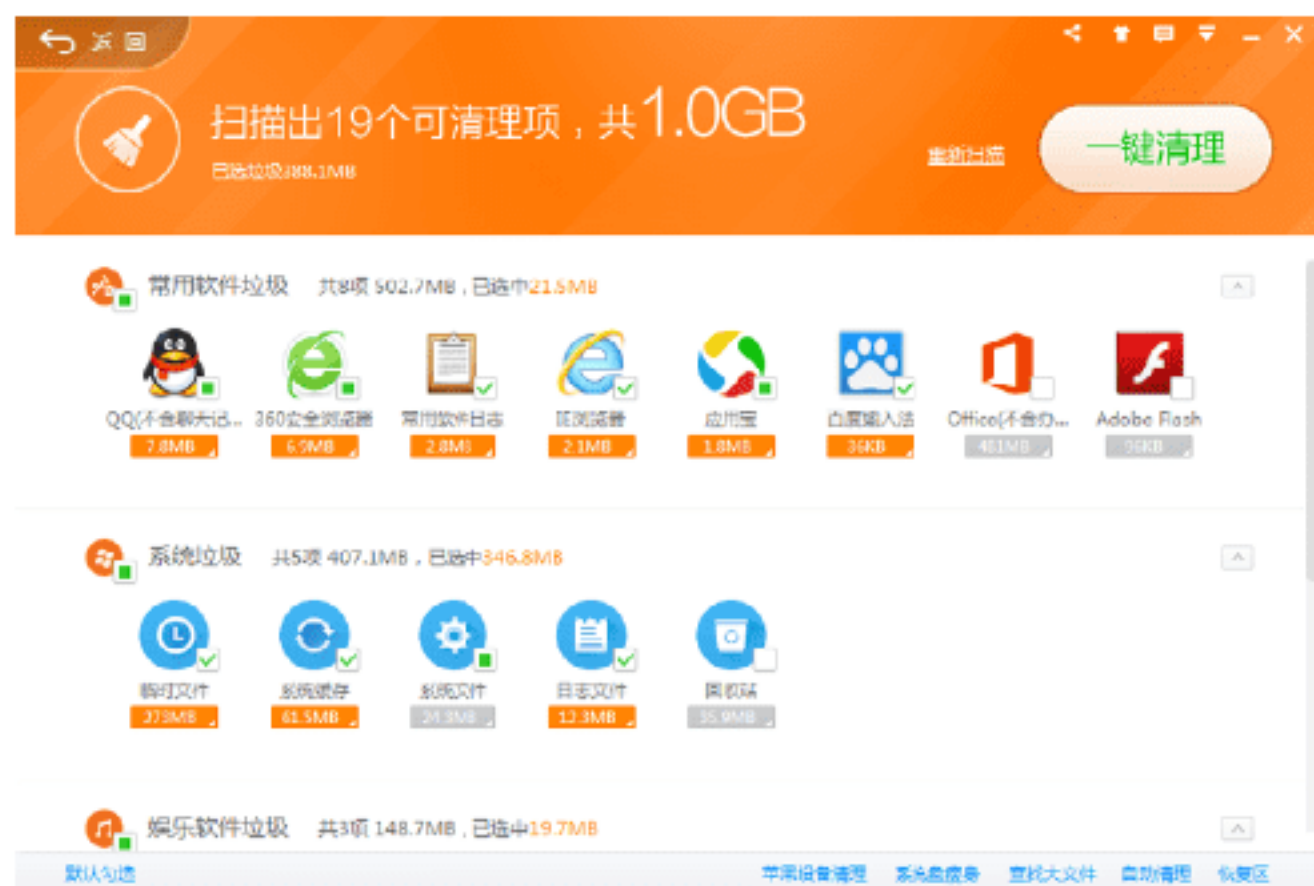 扫描出19个可清理项，共1.0GB
已选垃圾388.1MB
重新扫描
一键清理
常用软件垃圾 共8项 502.7MB，已选中21.5MB
QQ(不含聊天记... 360安全浏览器 常用软件日志 IE浏览器 应用宝 百度输入法 Office(不含办... Adobe Flash
7.8MB 6.9MB 2.8MB 2.1MB 1.8MB 36KB 481MB 96KB
系统垃圾 共5项 407.1MB，已选中346.8MB
临时文件 系统缓存 系统文件 日志文件 回收站
273MB 61.5MB 24.3MB 12.3MB 35.9MB
娱乐软件垃圾 共3项 148.7MB，已选中19.7MB
默认勾选 苹果设备清理 系统盘瘦身 查找大文件 自动清理 恢复区